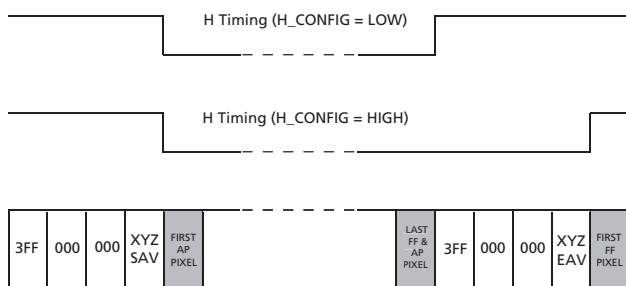 H Timing (H_CONFIG = LOW)
H Timing (H_CONFIG = HIGH)
3FF 000 000 XYZ SAV FIRST AP PIXEL LAST FF & AP PIXEL 3FF 000 000 XYZ EAV FIRST FF PIXEL